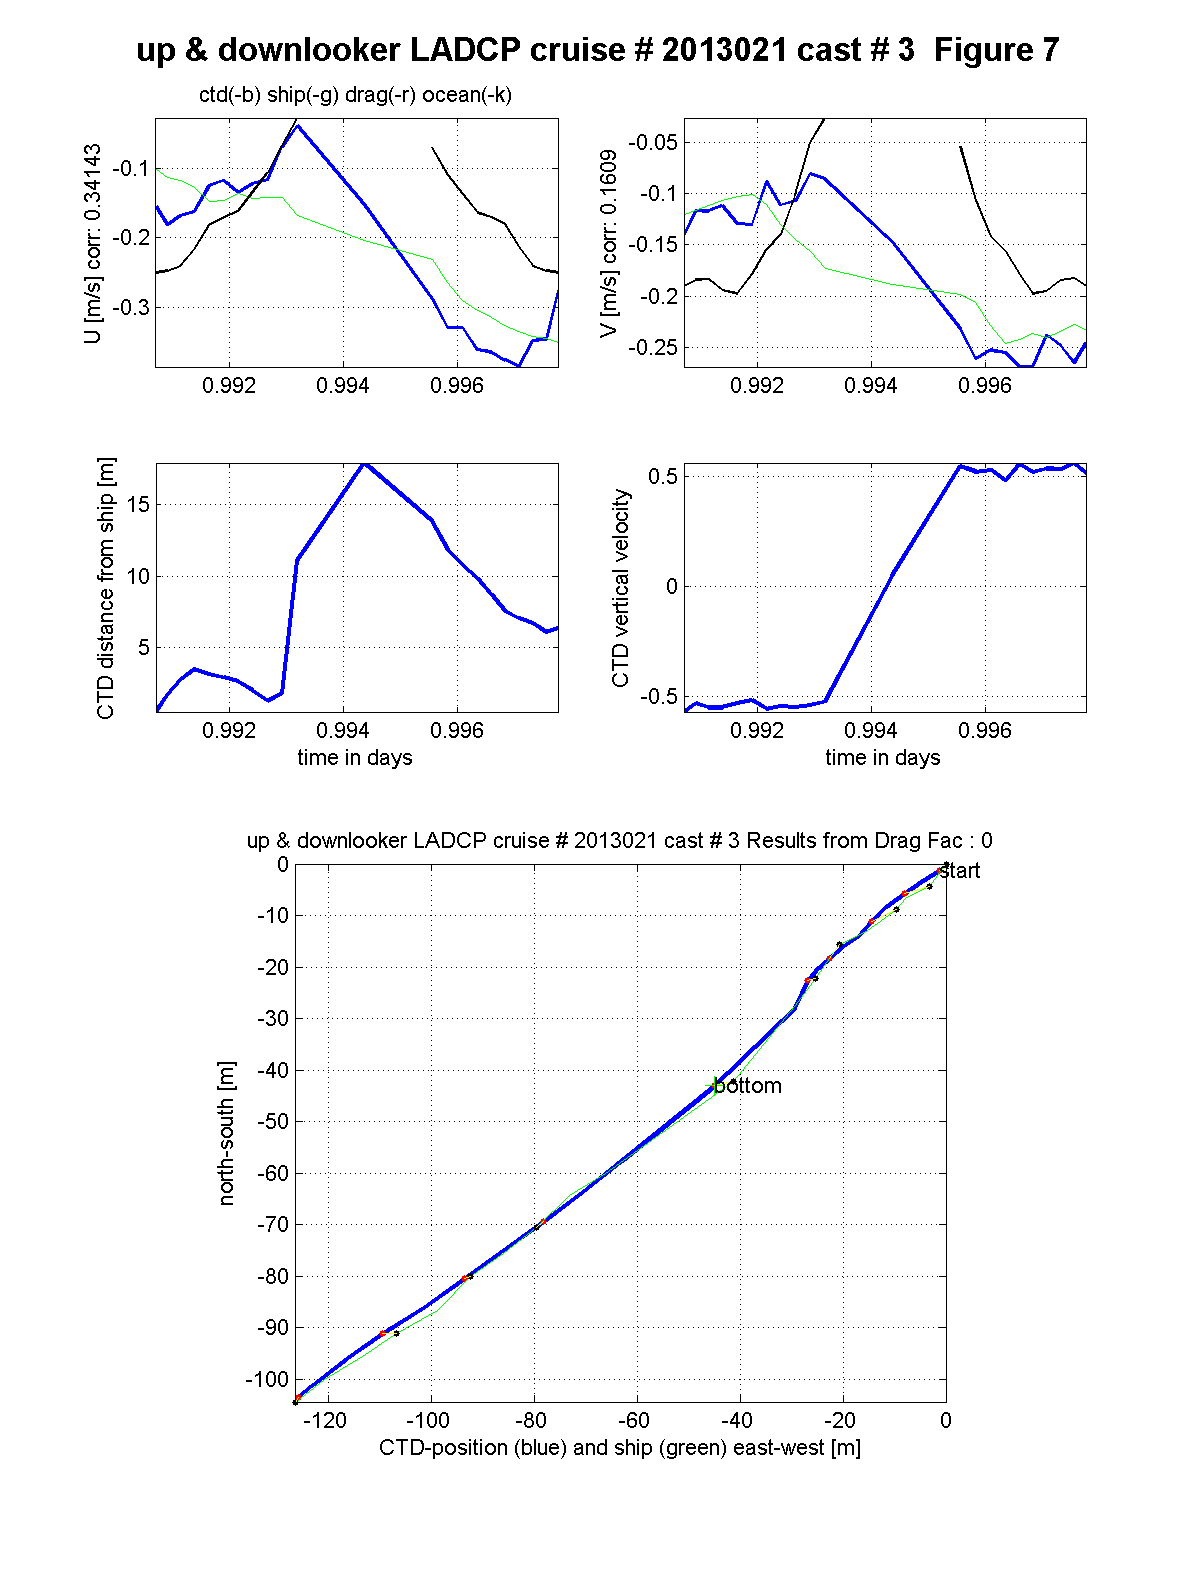 up & downlooker LADCP cruise # 2013021 cast # 3  Figure 7
ctd(-b) ship(-g) drag(-r) ocean(-k)
U [m/s] corr: 0.34143
-0.1
-0.2
-0.3
0.992 0.994 0.996
V [m/s] corr: 0.1609
-0.05
-0.1
-0.15
-0.2
-0.25
0.992 0.994 0.996
CTD distance from ship [m]
15
10
5
0.992 0.994 0.996
time in days
CTD vertical velocity
0.5
0
-0.5
0.992 0.994 0.996
time in days
up & downlooker LADCP cruise # 2013021 cast # 3 Results from Drag Fac : 0
north-south [m]
0
-10
-20
-30
-40
-50
-60
-70
-80
-90
-100
start
bottom
-120 -100 -80 -60 -40 -20 0
CTD-position (blue) and ship (green) east-west [m]